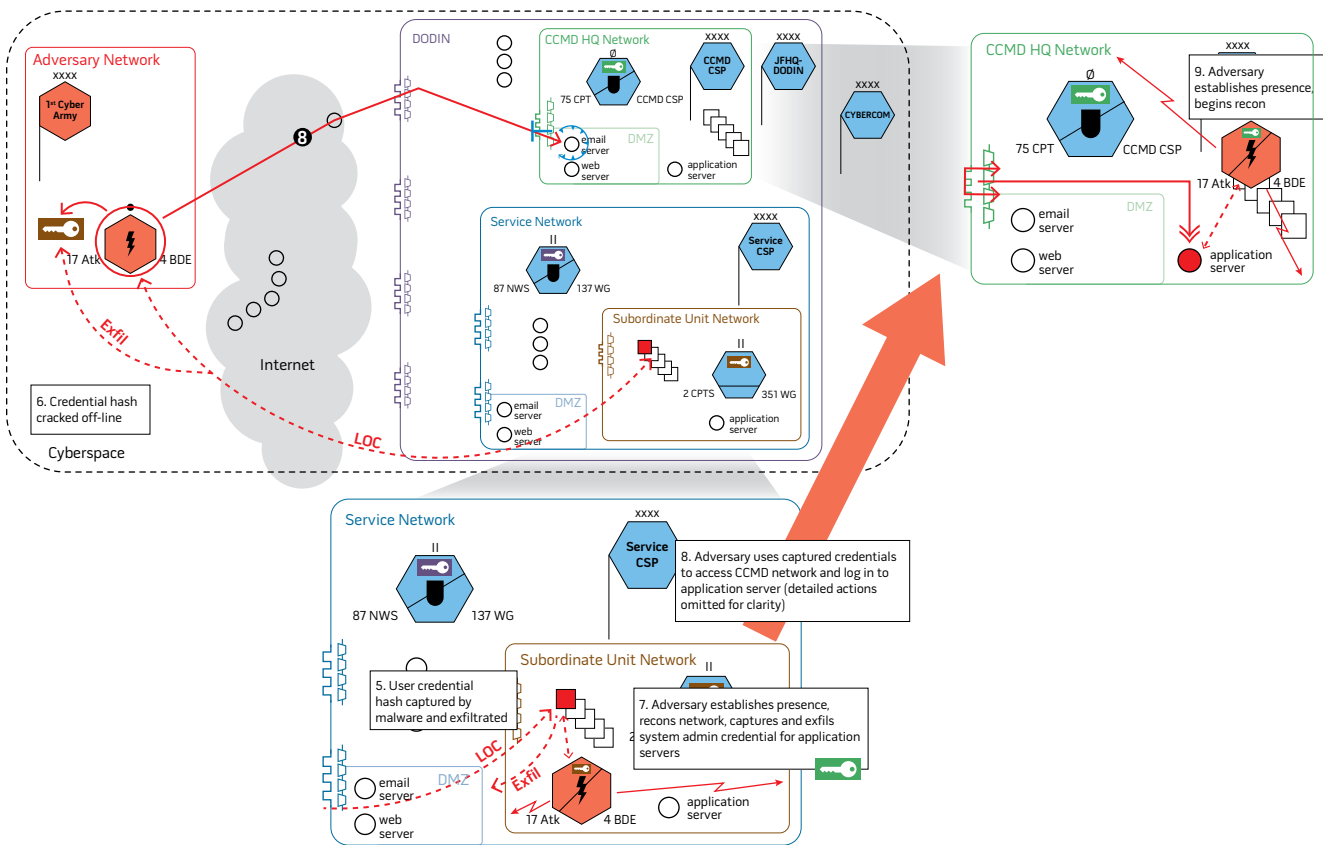 Adversary Network
XXXX
1st Cyber
Army
17 Atk
4 BDE
Exfil
6. Credential hash
cracked off-line
Cyberspace
Internet
8
LOC
DODIN
CCMD HQ Network
Ø
75 CPT
CCMD CSP
XXXX
CCMD
CSP
XXXX
JFHQ-
DODIN
XXXX
CYBERCOM
DMZ
email
server
web
server
application
server
Service Network
II
87 NWS
137 WG
XXXX
Service
CSP
Subordinate Unit Network
II
2 CPTS
351 WG
application
server
DMZ
email
server
web
server
CCMD HQ Network
Ø
75 CPT
CCMD CSP
XXXX
9. Adversary
establishes presence,
begins recon
17 Atk
4 BDE
DMZ
email
server
web
server
application
server
Service Network
II
87 NWS
137 WG
XXXX
Service
CSP
8. Adversary uses captured credentials
to access CCMD network and log in to
application server (detailed actions
omitted for clarity)
Subordinate Unit Network
II
5. User credential
hash captured by
malware and exfiltrated
7. Adversary establishes presence,
recons network, captures and exfils
system admin credential for application
servers
2
LOC
Exfil
DMZ
email
server
web
server
17 Atk
4 BDE
application
server